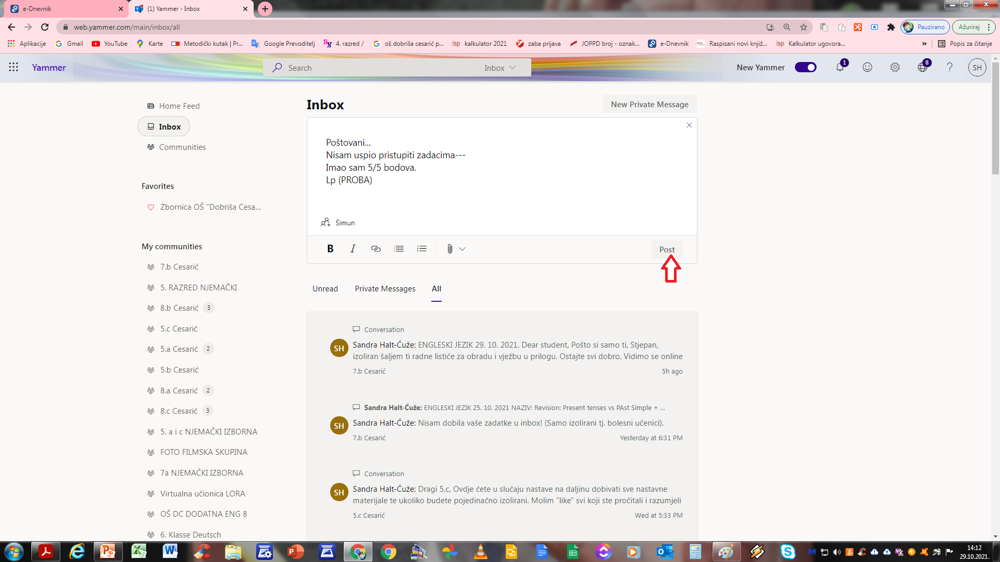 e-Dnevnik
(1) Yammer - Inbox
web.yammer.com/main/inbox/all
Pauzirano
Ažuriraj
Aplikacije
Gmail
YouTube
Karte
Metodički kutak | Pr...
Google Prevoditelj
4. razred /
oš dobriša cesarić p...
kalkulator 2021
zaba prijava
JOPPD broj - oznak...
e-Dnevnik
Raspisani novi knjiž...
Kalkulator ugovora...
»
Popis za čitanje
Yammer
Search
Inbox
New Yammer
1
8
SH
Home Feed
Inbox
Communities
Favorites
Zbornica OŠ "Dobriša Cesa...
My communities
7.b Cesarić
5. RAZRED NJEMAČKI
8.b Cesarić 3
5.c Cesarić
5.a Cesarić 2
5.b Cesarić
8.a Cesarić 2
8.c Cesarić 3
5. a i c NJEMAČKI IZBORNA
FOTO FILMSKA SKUPINA
7a NJEMAČKI IZBORNA
Virtualna učionica LORA
OŠ DC DODATNA ENG 8
6. Klasse Deutsch
Inbox
New Private Message
Poštovani...
Nisam uspio pristupiti zadacima---
Imao sam 5/5 bodova.
Lp (PROBA)
Šimun
B I
Post
Unread
Private Messages
All
Conversation
SH
Sandra Halt-Ćuže: ENGLESKI JEZIK 29. 10. 2021. Dear student, Pošto si samo ti, Stjepan,
izoliran šaljem ti radne listiće za obradu i vježbu u prilogu. Ostajte svi dobro. Vidimo se online
7.b Cesarić
5h ago
Sandra Halt-Ćuže: ENGLESKI JEZIK 25. 10. 2021 NAZIV: Revision: Present tenses vs PAst Simple + ...
SH
Sandra Halt-Ćuže: Nisam dobila vaše zadatke u inbox! (Samo izolirani tj. bolesni učenici).
7.b Cesarić
Yesterday at 6:31 PM
Conversation
SH
Sandra Halt-Ćuže: Dragi 5.c, Ovdje ćete u slučaju nastave na daljinu dobivati sve nastavne
materijale te ukoliko budete pojedinačno izolirani. Molim "like" svi koji ste pročitali i razumjeli
5.c Cesarić
Wed at 5:33 PM
14:12
29.10.2021.